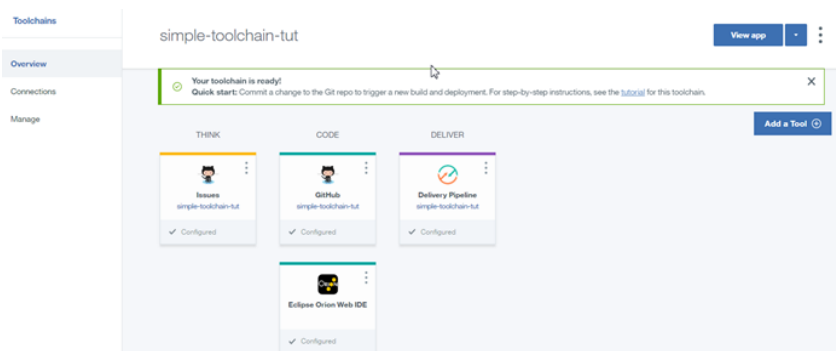 Toolchains
simple-toolchain-tut
View app
Overview
Connections
Manage
Your toolchain is ready!
Quick start: Commit a change to the Git repo to trigger a new build and deployment. For step-by-step instructions, see the tutorial for this toolchain.
Add a Tool
THINK CODE DELIVER
Issues GitHub Delivery Pipeline
simple-toolchain-tut simple-toolchain-tut simple-toolchain-tut
Configured Configured Configured
Eclipse Orion Web IDE
Configured